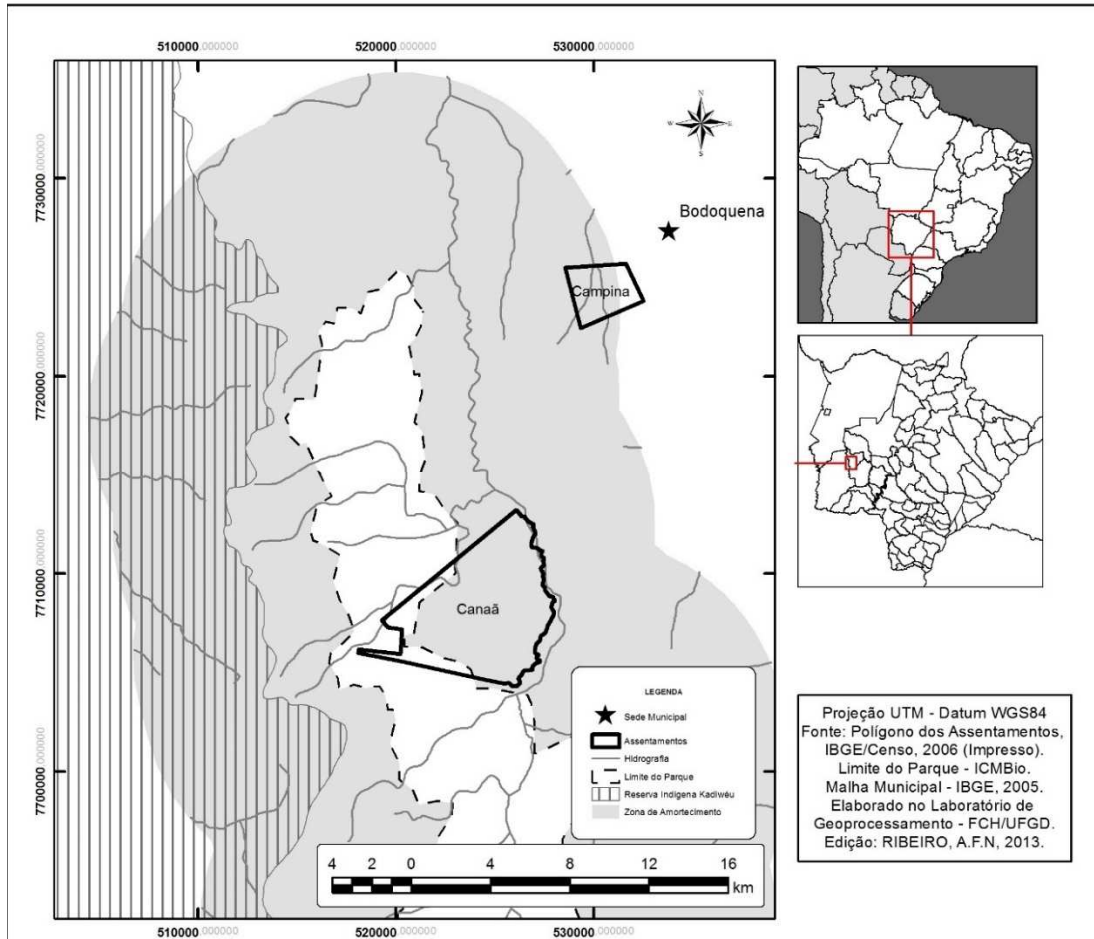 510000.000000 520000.000000 530000.000000
7730000.000000
7720000.000000
7710000.000000
7700000.000000
N
W E
S
Bodoquena
Campina
Canaã
LEGENDA
Sede Municipal
Assentamentos
Hidrografia
Limite do Parque
Reserva Indígena Kadiwéu
Zona de Amortecimento
4 2 0 4 8 12 16
km
510000.000000 520000.000000 530000.000000
Projeção UTM - Datum WGS84
Fonte: Polígono dos Assentamentos,
IBGE/Censo, 2006 (Impresso).
Limite do Parque - ICMBio.
Malha Municipal - IBGE, 2005.
Elaborado no Laboratório de
Geoprocessamento - FCH/UFGD.
Edição: RIBEIRO, A.F.N, 2013.